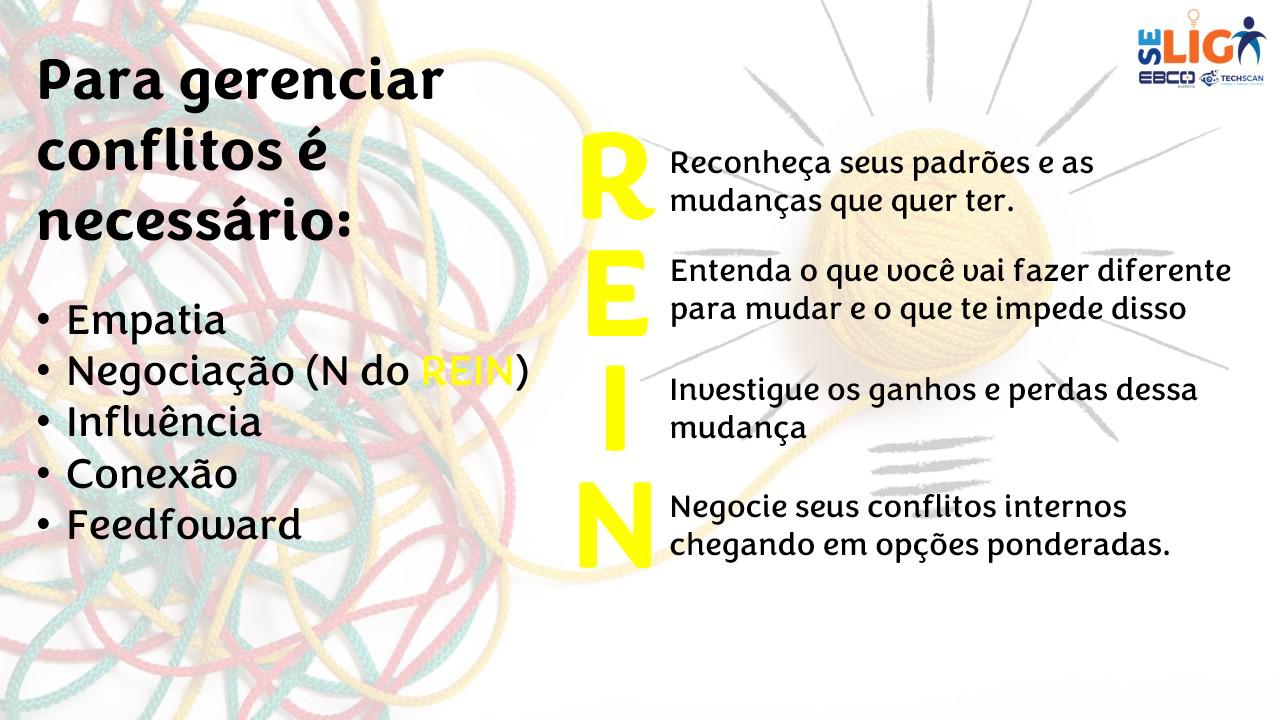 Para gerenciar
conflitos é
necessário:
• Empatia
• Negociação (N do REIN)
• Influência
• Conexão
• Feedfoward
R
Reconheça seus padrões e as
mudanças que quer ter.
E
Entenda o que você vai fazer diferente
para mudar e o que te impede disso
I
Investigue os ganhos e perdas dessa
mudança
N
Negocie seus conflitos internos
chegando em opções ponderadas.
SE LIGA
EBCO
systems
TECHSCAN